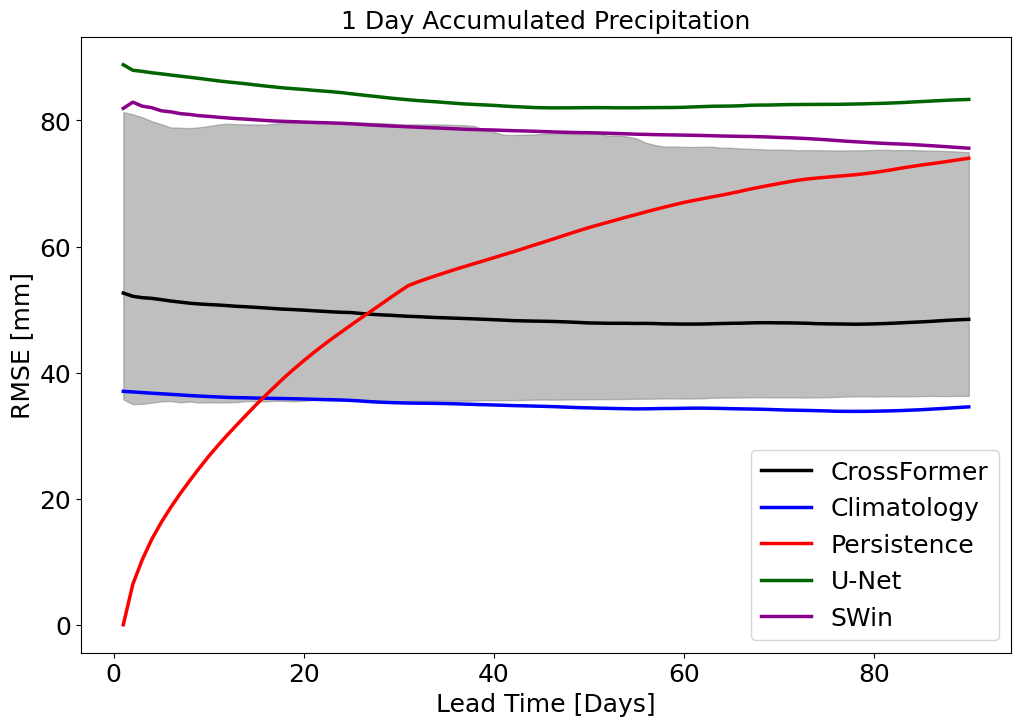 1 Day Accumulated Precipitation
RMSE [mm]
80
60
40
20
0
0 20 40 60 80
Lead Time [Days]
CrossFormer
Climatology
Persistence
U-Net
SWin